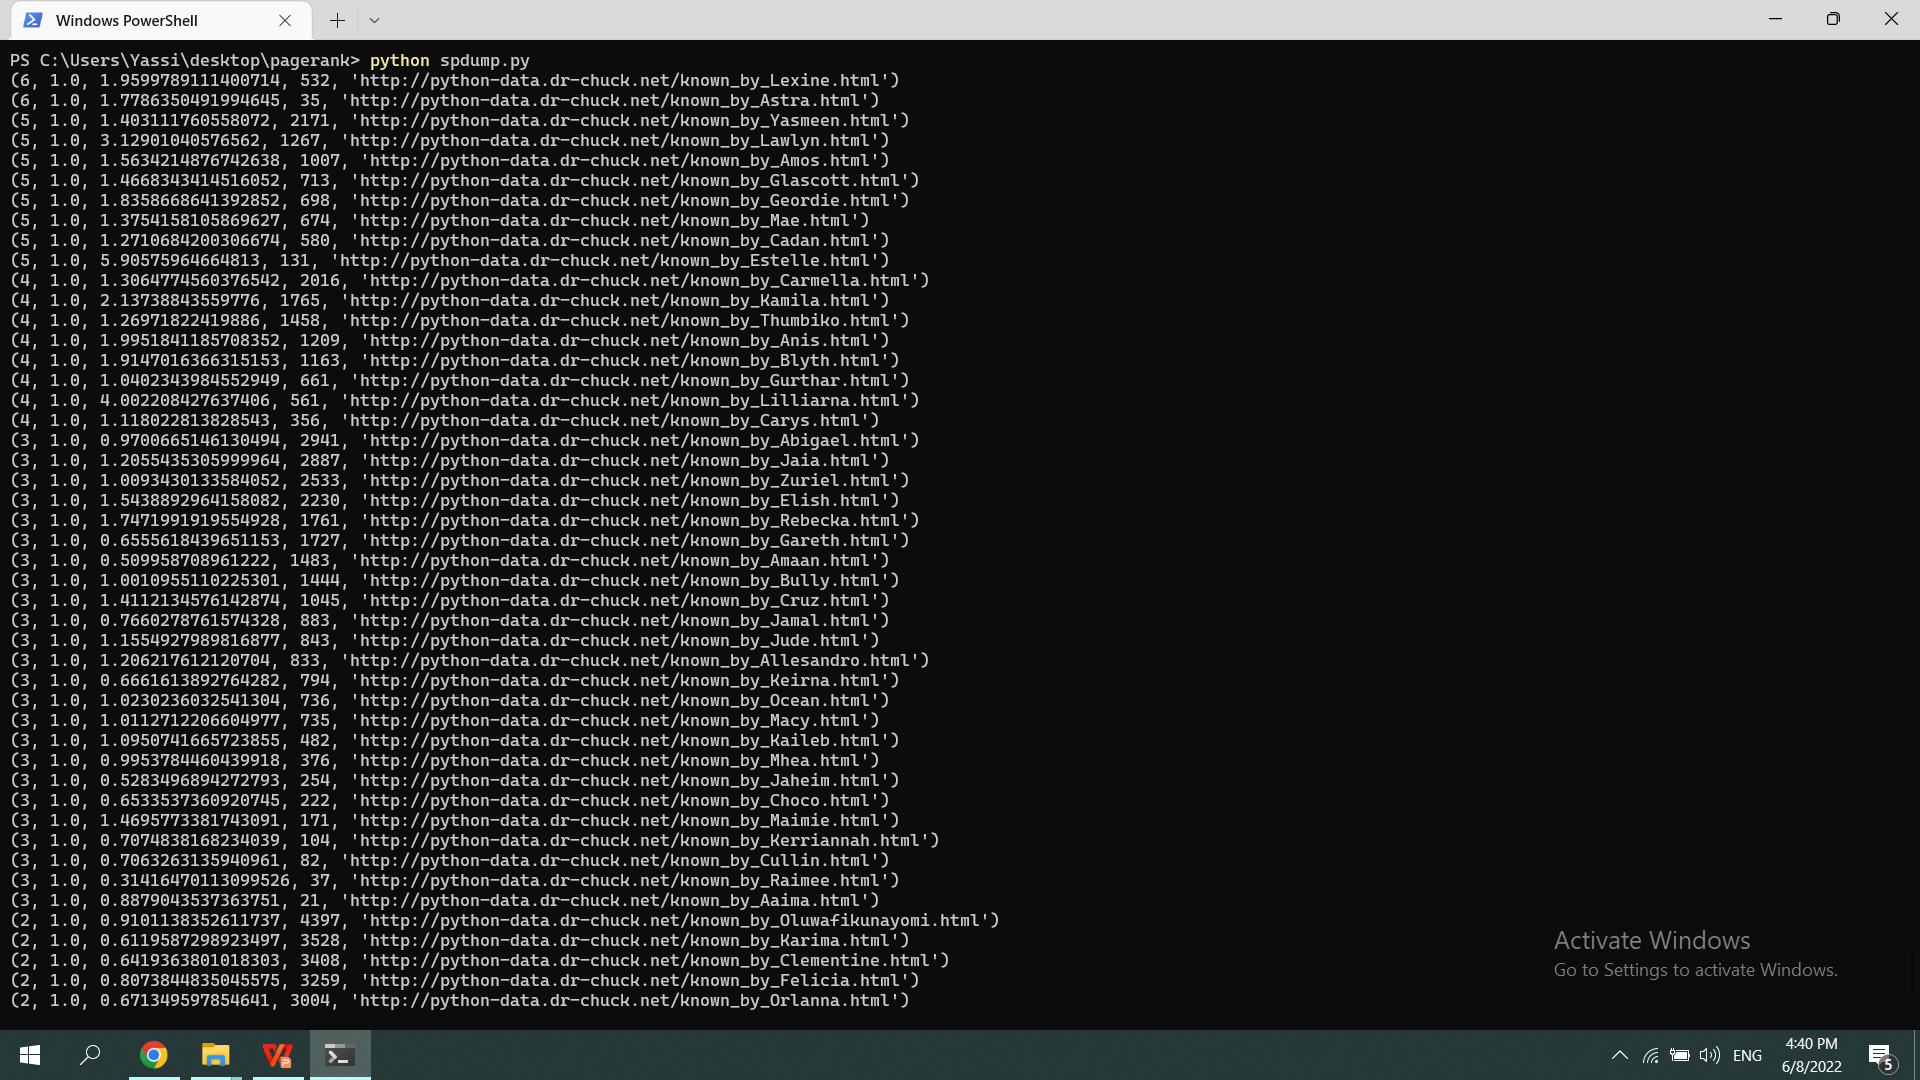 Windows PowerShell
PS C:\Users\Yassi\desktop\pagerank> python spdump.py
(6, 1.0, 1.9599789111400714, 532, 'http://python-data.dr-chuck.net/known_by_Lexine.html')
(6, 1.0, 1.7786350491994645, 35, 'http://python-data.dr-chuck.net/known_by_Astra.html')
(5, 1.0, 1.403111760558072, 2171, 'http://python-data.dr-chuck.net/known_by_Yasmeen.html')
(5, 1.0, 3.12901040576562, 1267, 'http://python-data.dr-chuck.net/known_by_Lawlyn.html')
(5, 1.0, 1.5634214876742638, 1007, 'http://python-data.dr-chuck.net/known_by_Amos.html')
(5, 1.0, 1.4668343414516052, 713, 'http://python-data.dr-chuck.net/known_by_Glascott.html')
(5, 1.0, 1.8358668641392852, 698, 'http://python-data.dr-chuck.net/known_by_Geordie.html')
(5, 1.0, 1.37541581058​69627, 674, 'http://python-data.dr-chuck.net/known_by_Mae.html')
(5, 1.0, 1.2710684200306674, 580, 'http://python-data.dr-chuck.net/known_by_Cadan.html')
(5, 1.0, 5.90575964664813, 131, 'http://python-data.dr-chuck.net/known_by_Estelle.html')
(4, 1.0, 1.3064774560376542, 2016, 'http://python-data.dr-chuck.net/known_by_Carmella.html')
(4, 1.0, 2.13738843559776, 1765, 'http://python-data.dr-chuck.net/known_by_Kamila.html')
(4, 1.0, 1.26971822419886, 1458, 'http://python-data.dr-chuck.net/known_by_Thumbiko.html')
(4, 1.0, 1.9951841185708352, 1209, 'http://python-data.dr-chuck.net/known_by_Anis.html')
(4, 1.0, 1.9147016366315153, 1163, 'http://python-data.dr-chuck.net/known_by_Blyth.html')
(4, 1.0, 1.0402343984552949, 661, 'http://python-data.dr-chuck.net/known_by_Gurthar.html')
(4, 1.0, 4.002208427637406, 561, 'http://python-data.dr-chuck.net/known_by_Lilliarna.html')
(4, 1.0, 1.118022813828543, 356, 'http://python-data.dr-chuck.net/known_by_Carys.html')
(3, 1.0, 0.9700665146130494, 2941, 'http://python-data.dr-chuck.net/known_by_Abigael.html')
(3, 1.0, 1.2055435305999964, 2887, 'http://python-data.dr-chuck.net/known_by_Jaia.html')
(3, 1.0, 1.0093430133584052, 2533, 'http://python-data.dr-chuck.net/known_by_Zuriel.html')
(3, 1.0, 1.5438892964158082, 2230, 'http://python-data.dr-chuck.net/known_by_Elish.html')
(3, 1.0, 1.7471991919554928, 1761, 'http://python-data.dr-chuck.net/known_by_Rebecka.html')
(3, 1.0, 0.6555618439651153, 1727, 'http://python-data.dr-chuck.net/known_by_Gareth.html')
(3, 1.0, 0.509958708961222, 1483, 'http://python-data.dr-chuck.net/known_by_Amaan.html')
(3, 1.0, 1.0010955110225301, 1444, 'http://python-data.dr-chuck.net/known_by_Bully.html')
(3, 1.0, 1.4112134576142874, 1045, 'http://python-data.dr-chuck.net/known_by_Cruz.html')
(3, 1.0, 0.7660278761574328, 883, 'http://python-data.dr-chuck.net/known_by_Jamal.html')
(3, 1.0, 1.1554927989816877, 843, 'http://python-data.dr-chuck.net/known_by_Jude.html')
(3, 1.0, 1.206217612120704, 833, 'http://python-data.dr-chuck.net/known_by_Allesandro.html')
(3, 1.0, 0.6661613892764282, 794, 'http://python-data.dr-chuck.net/known_by_Keirna.html')
(3, 1.0, 1.0230236032541304, 736, 'http://python-data.dr-chuck.net/known_by_Ocean.html')
(3, 1.0, 1.0112712206604977, 735, 'http://python-data.dr-chuck.net/known_by_Macy.html')
(3, 1.0, 1.0950741665723855, 482, 'http://python-data.dr-chuck.net/known_by_Kaileb.html')
(3, 1.0, 0.9953784460439918, 376, 'http://python-data.dr-chuck.net/known_by_Mhea.html')
(3, 1.0, 0.5283496894272793, 254, 'http://python-data.dr-chuck.net/known_by_Jaheim.html')
(3, 1.0, 0.6533537360920745, 222, 'http://python-data.dr-chuck.net/known_by_Choco.html')
(3, 1.0, 1.46957733817​43091, 171, 'http://python-data.dr-chuck.net/known_by_Maimie.html')
(3, 1.0, 0.7074838168234039, 104, 'http://python-data.dr-chuck.net/known_by_Kerriannah.html')
(3, 1.0, 0.7063263135940961, 82, 'http://python-data.dr-chuck.net/known_by_Cullin.html')
(3, 1.0, 0.31416470113099526, 37, 'http://python-data.dr-chuck.net/known_by_Raimee.html')
(3, 1.0, 0.8879043537363751, 21, 'http://python-data.dr-chuck.net/known_by_Aaima.html')
(2, 1.0, 0.9101138352611737, 4397, 'http://python-data.dr-chuck.net/known_by_Oluwafikunayomi.html')
(2, 1.0, 0.6119587298923497, 3528, 'http://python-data.dr-chuck.net/known_by_Karima.html')
(2, 1.0, 0.6419363801018303, 3408, 'http://python-data.dr-chuck.net/known_by_Clementine.html')
(2, 1.0, 0.8073844835045575, 3259, 'http://python-data.dr-chuck.net/known_by_Felicia.html')
(2, 1.0, 0.671349597854641, 3004, 'http://python-data.dr-chuck.net/known_by_Orlanna.html')
Activate Windows
Go to Settings to activate Windows.
ENG
4:40 PM
6/8/2022
5